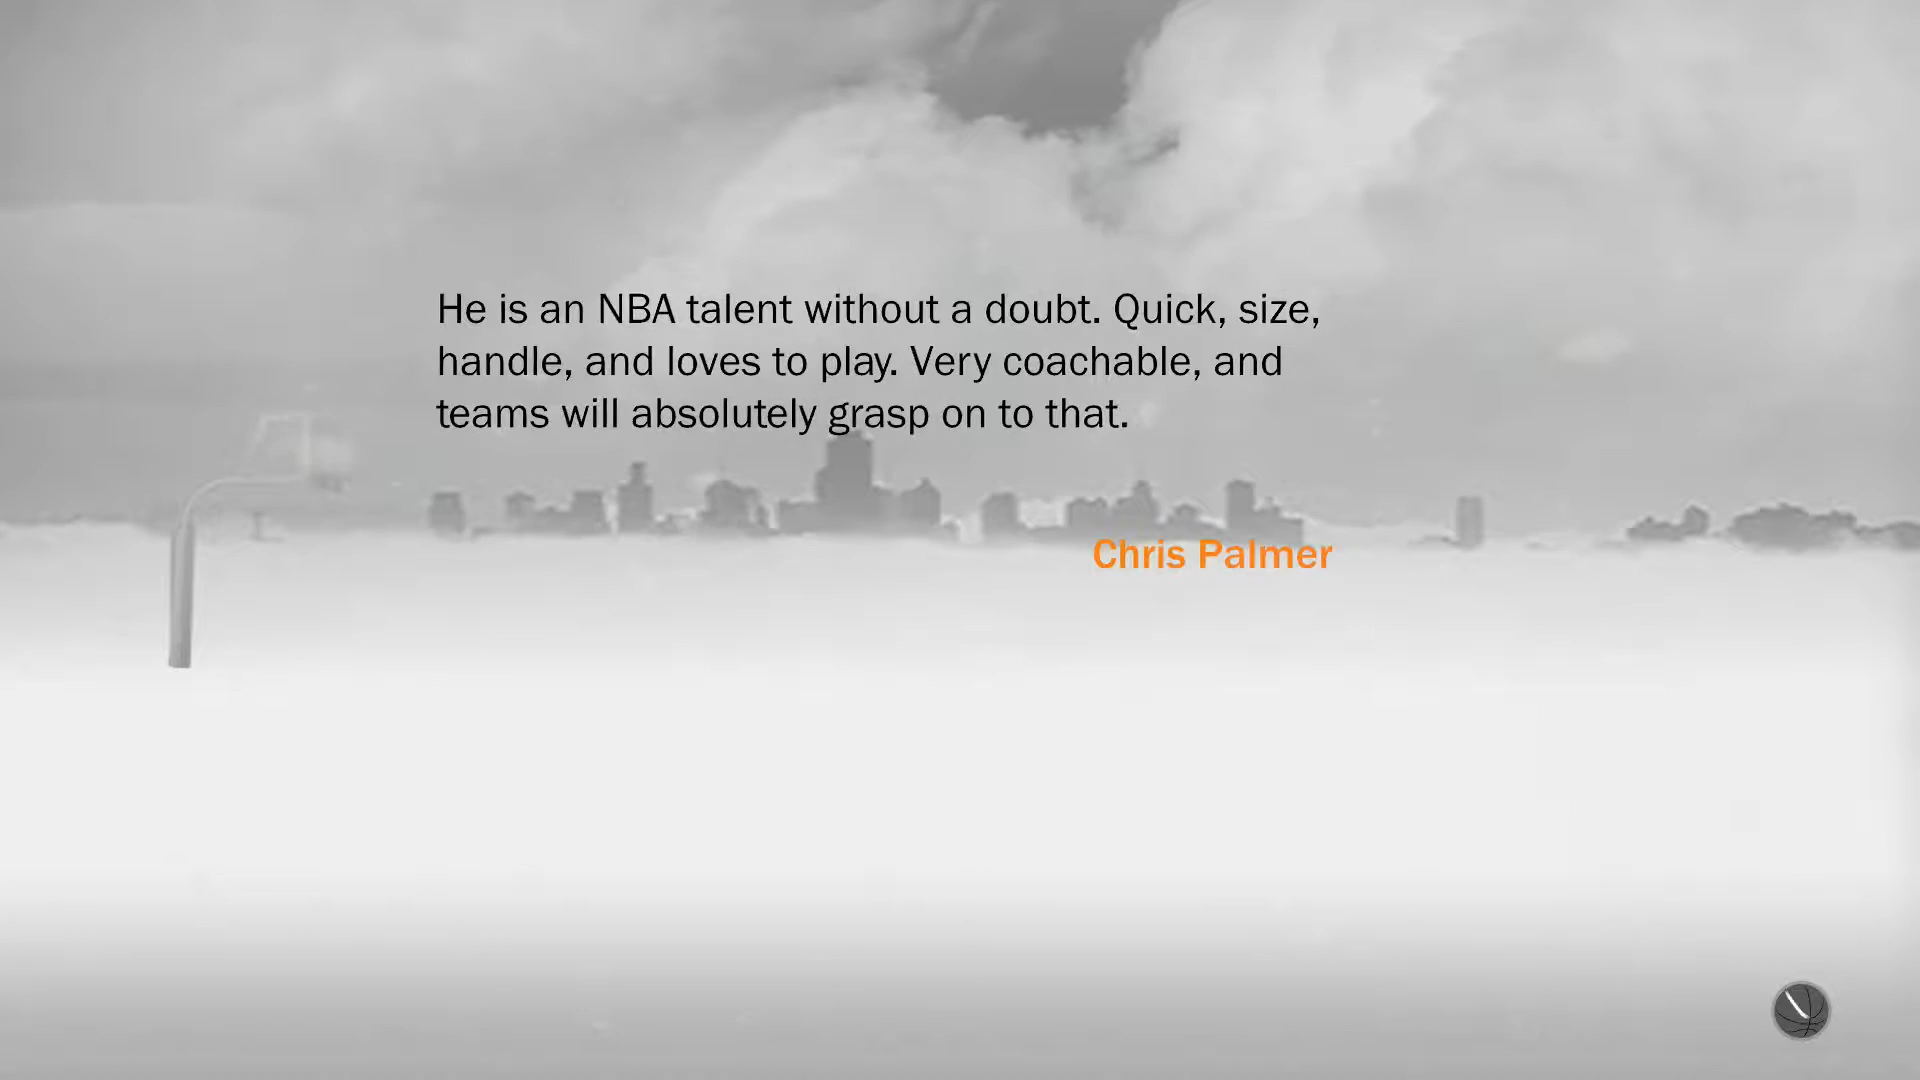 He is an NBA talent without a doubt. Quick, size,
handle, and loves to play. Very coachable, and
teams will absolutely grasp on to that.
Chris Palmer